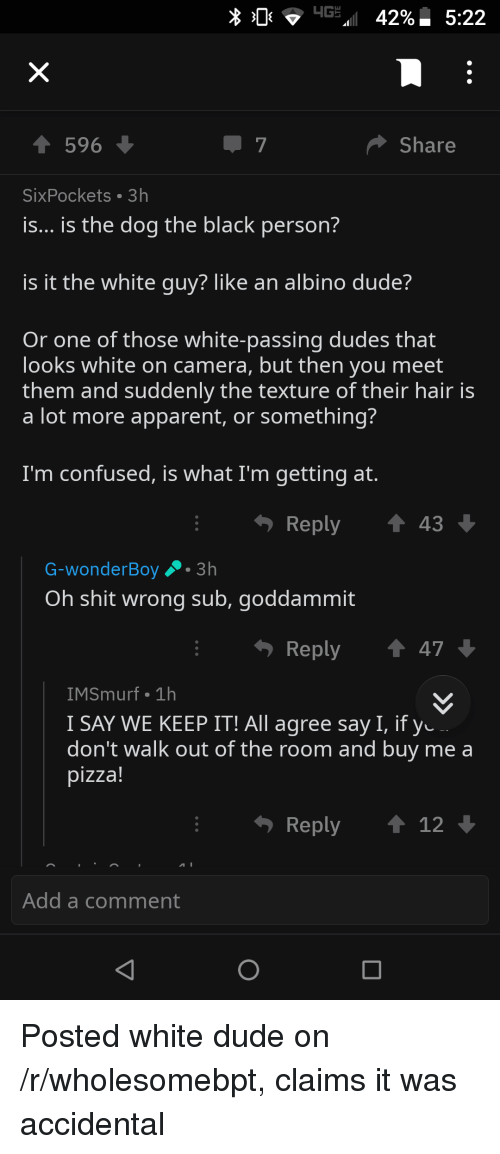 4G LTE 42% 5:22
596 7 Share
SixPockets • 3h
is... is the dog the black person?
is it the white guy? like an albino dude?
Or one of those white-passing dudes that
looks white on camera, but then you meet
them and suddenly the texture of their hair is
a lot more apparent, or something?
I'm confused, is what I'm getting at.
Reply 43
G-wonderBoy • 3h
Oh shit wrong sub, goddammit
Reply 47
IMSmurf • 1h
I SAY WE KEEP IT! All agree say I, if
don't walk out of the room and buy me a
pizza!
Reply 12
Add a comment
Posted white dude on
/r/wholesomebpt, claims it was
accidental